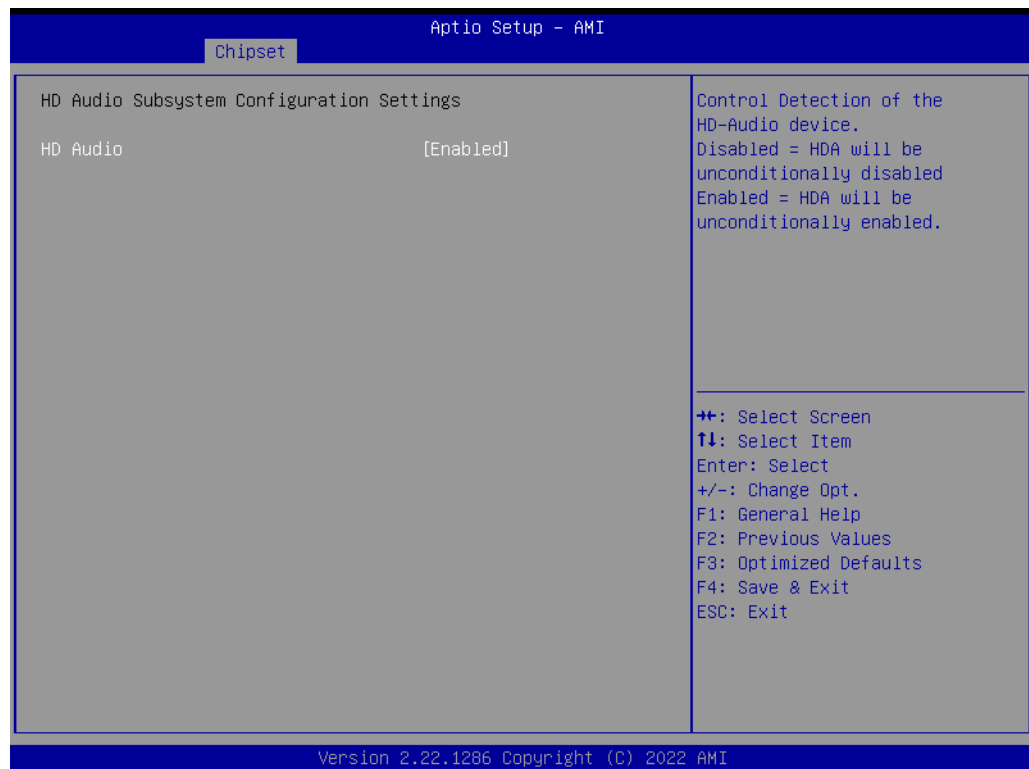 Aptio Setup – AMI
Chipset
HD Audio Subsystem Configuration Settings
HD Audio [Enabled]
Control Detection of the
HD-Audio device.
Disabled = HDA will be
unconditionally disabled
Enabled = HDA will be
unconditionally enabled.
→←: Select Screen
↑↓: Select Item
Enter: Select
+/-: Change Opt.
F1: General Help
F2: Previous Values
F3: Optimized Defaults
F4: Save & Exit
ESC: Exit
Version 2.22.1286 Copyright (C) 2022 AMI